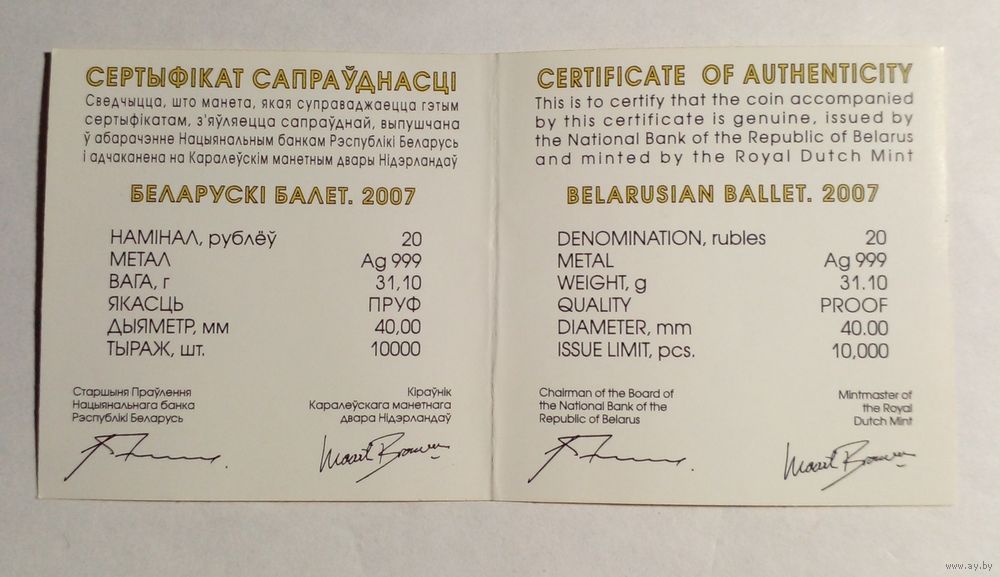 СЕРТЫФІКАТ САПРАЎДНАСЦІ
Сведчыцца, што манета, якая суправаджаецца гэтым
сертыфікатам, з'яўляецца сапраўднай, выпушчана
ў абарачэнне Нацыянальным банкам Рэспублікі Беларусь
і адчаканена на Каралеўскім манетным двары Нідэрландаў
БЕЛАРУСКІ БАЛЕТ. 2007
НАМІНАЛ, рублёў 20
МЕТАЛ Ag 999
ВАГА, г 31,10
ЯКАСЦЬ ПРУФ
ДЫЯМЕТР, мм 40,00
ТЫРАЖ, шт. 10000
Старшыня Праўлення
Нацыянальнага банка
Рэспублікі Беларусь
Кіраўнік
Каралеўскага манетнага
двара Нідэрландаў
CERTIFICATE OF AUTHENTICITY
This is to certify that the coin accompanied
by this certificate is genuine, issued by
the National Bank of the Republic of Belarus
and minted by the Royal Dutch Mint
BELARUSIAN BALLET. 2007
DENOMINATION, rubles 20
METAL Ag 999
WEIGHT, g 31.10
QUALITY PROOF
DIAMETER, mm 40.00
ISSUE LIMIT, pcs. 10,000
Chairman of the Board of
the National Bank of the
Republic of Belarus
Mintmaster of
the Royal
Dutch Mint
www.ay.by